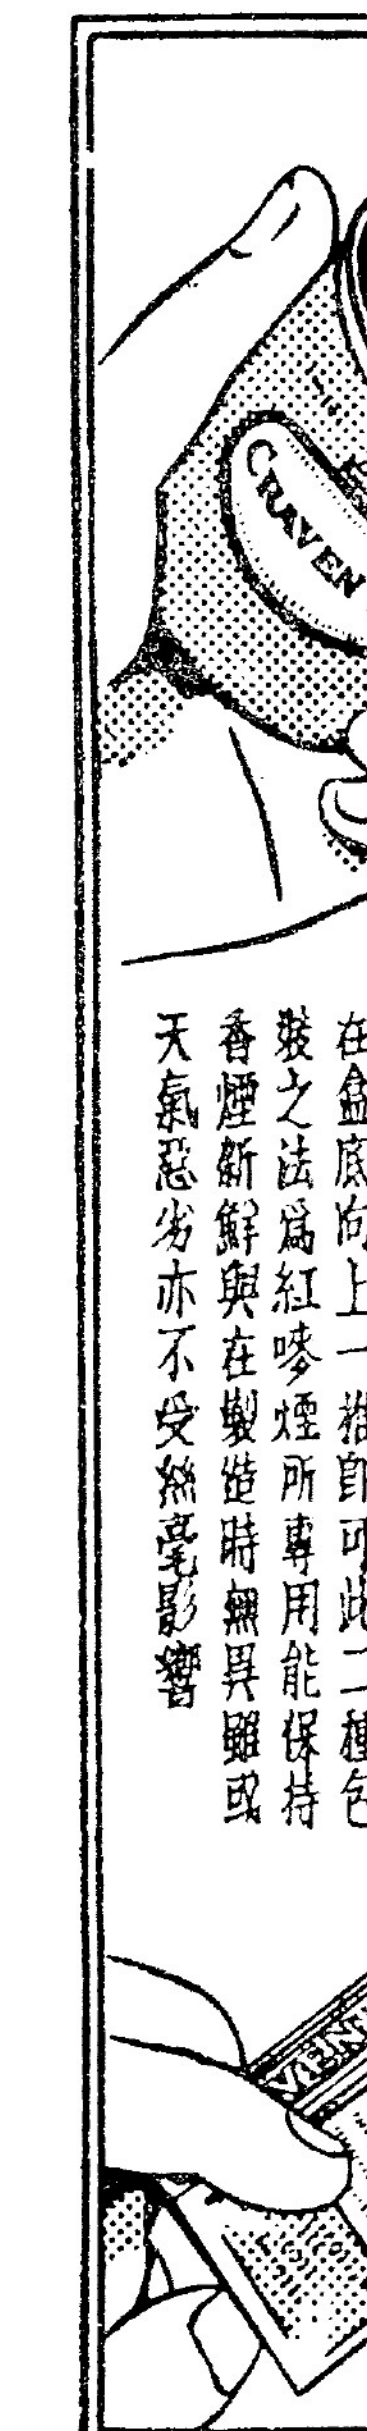 CRAVEN
在盒底向上一推即可此二種包
裝之法爲紅嘜煙所專用能保持
香煙新鮮與在製造時無異雖或
天氣惡劣亦不受絲毫影響
VENT